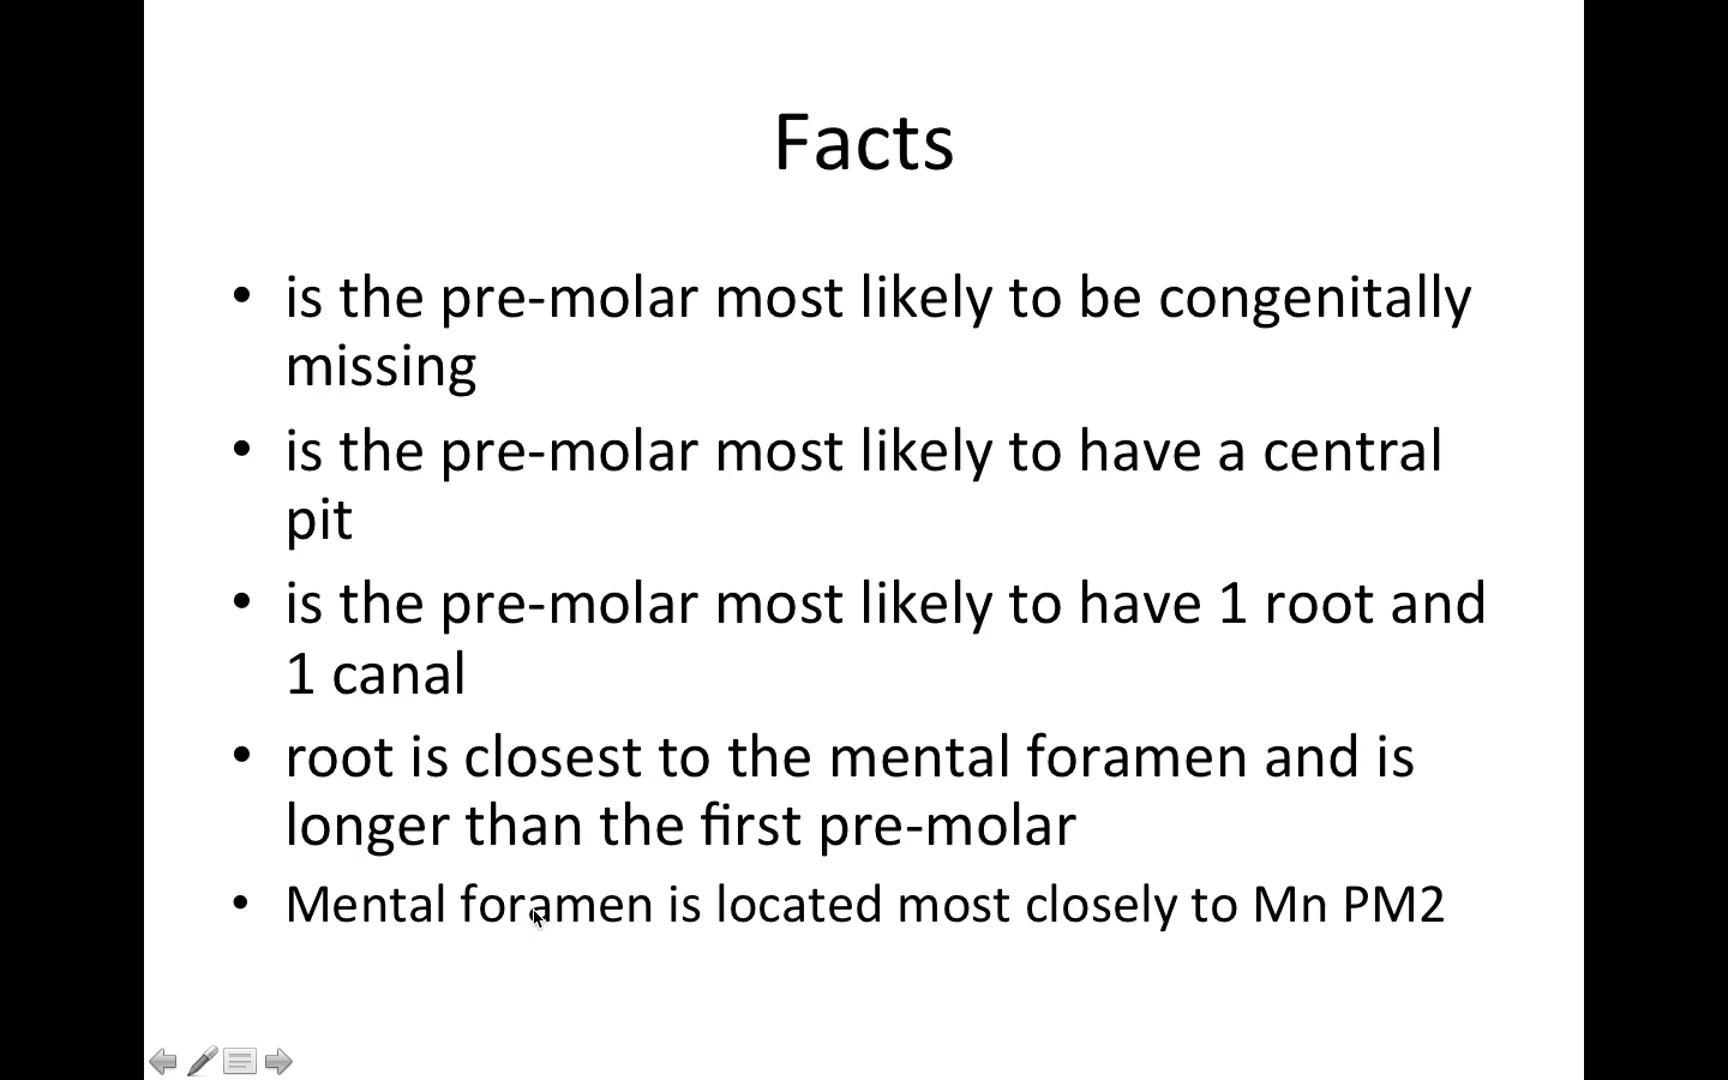 Facts
• is the pre-molar most likely to be congenitally
missing
• is the pre-molar most likely to have a central
pit
• is the pre-molar most likely to have 1 root and
1 canal
• root is closest to the mental foramen and is
longer than the first pre-molar
• Mental foramen is located most closely to Mn PM2